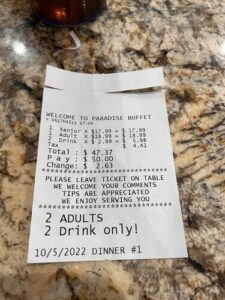 WELCOME TO PARADISE BUFFET
1 Senior X $17.99 = $ 17.99
1 Adult X $18.99 = $ 18.99
2 Drink X $ 2.99 = $ 5.98
Tax $ 4.41
Total : $ 47.37
Pay : $ 50.00
Change: $ 2.63
PLEASE LEAVE TICKET ON TABLE
WE WELCOME YOUR COMMENTS
TIPS ARE APPRECIATED
WE ENJOY SERVING YOU
2 ADULTS
2 Drink only!
10/5/2022 DINNER #1